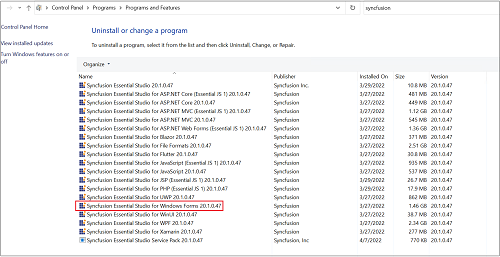 Control Panel > Programs > Programs and Features
syncfusion
Control Panel Home
View installed updates
Turn Windows features on or off
Uninstall or change a program
To uninstall a program, select it from the list and then click Uninstall, Change, or Repair.
Organize
Name Publisher Installed On Size Version
Syncfusion Essential Studio 20.1.0.47 Syncfusion Inc. 3/29/2022 10.8 MB 20.1.0.47
Syncfusion Essential Studio for ASP.NET Core (Essential JS 1) 20.1.0.47 Syncfusion 3/27/2022 481 MB 20.1.0.47
Syncfusion Essential Studio for ASP.NET Core 20.1.0.47 Syncfusion 3/27/2022 449 MB 20.1.0.47
Syncfusion Essential Studio for ASP.NET MVC (Essential JS 1) 20.1.0.47 Syncfusion 3/27/2022 1.12 GB 20.1.0.47
Syncfusion Essential Studio for ASP.NET MVC 20.1.0.47 Syncfusion 3/27/2022 545 MB 20.1.0.47
Syncfusion Essential Studio for ASP.NET Web Forms (Essential JS 1) 20.1.0.47 Syncfusion 3/27/2022 1.36 GB 20.1.0.47
Syncfusion Essential Studio for Blazor 20.1.0.47 Syncfusion 3/27/2022 371 MB 20.1.0.47
Syncfusion Essential Studio for File Formats 20.1.0.47 Syncfusion 3/27/2022 2.51 GB 20.1.0.47
Syncfusion Essential Studio for Flutter 20.1.0.47 Syncfusion 3/27/2022 30.8 MB 20.1.0.47
Syncfusion Essential Studio for JavaScript (Essential JS 1) 20.1.0.47 Syncfusion 3/27/2022 935 MB 20.1.0.47
Syncfusion Essential Studio for JavaScript 20.1.0.47 Syncfusion 3/27/2022 537 MB 20.1.0.47
Syncfusion Essential Studio for JSP (Essential JS 1) 20.1.0.47 Syncfusion 3/29/2022 26.7 MB 20.1.0.47
Syncfusion Essential Studio for PHP (Essential JS 1) 20.1.0.47 Syncfusion 3/29/2022 17.9 MB 20.1.0.47
Syncfusion Essential Studio for UWP 20.1.0.47 Syncfusion 3/27/2022 862 MB 20.1.0.47
Syncfusion Essential Studio for Windows Forms 20.1.0.47 Syncfusion 3/27/2022 1.46 GB 20.1.0.47
Syncfusion Essential Studio for WinUI 20.1.0.47 Syncfusion 3/27/2022 38.7 MB 20.1.0.47
Syncfusion Essential Studio for WPF 20.1.0.47 Syncfusion 3/27/2022 2.34 GB 20.1.0.47
Syncfusion Essential Studio for Xamarin 20.1.0.47 Syncfusion 3/27/2022 277 MB 20.1.0.47
Syncfusion Essential Studio Service Pack 20.1.0.47 Syncfusion Inc 4/7/2022 770 KB 20.1.0.47